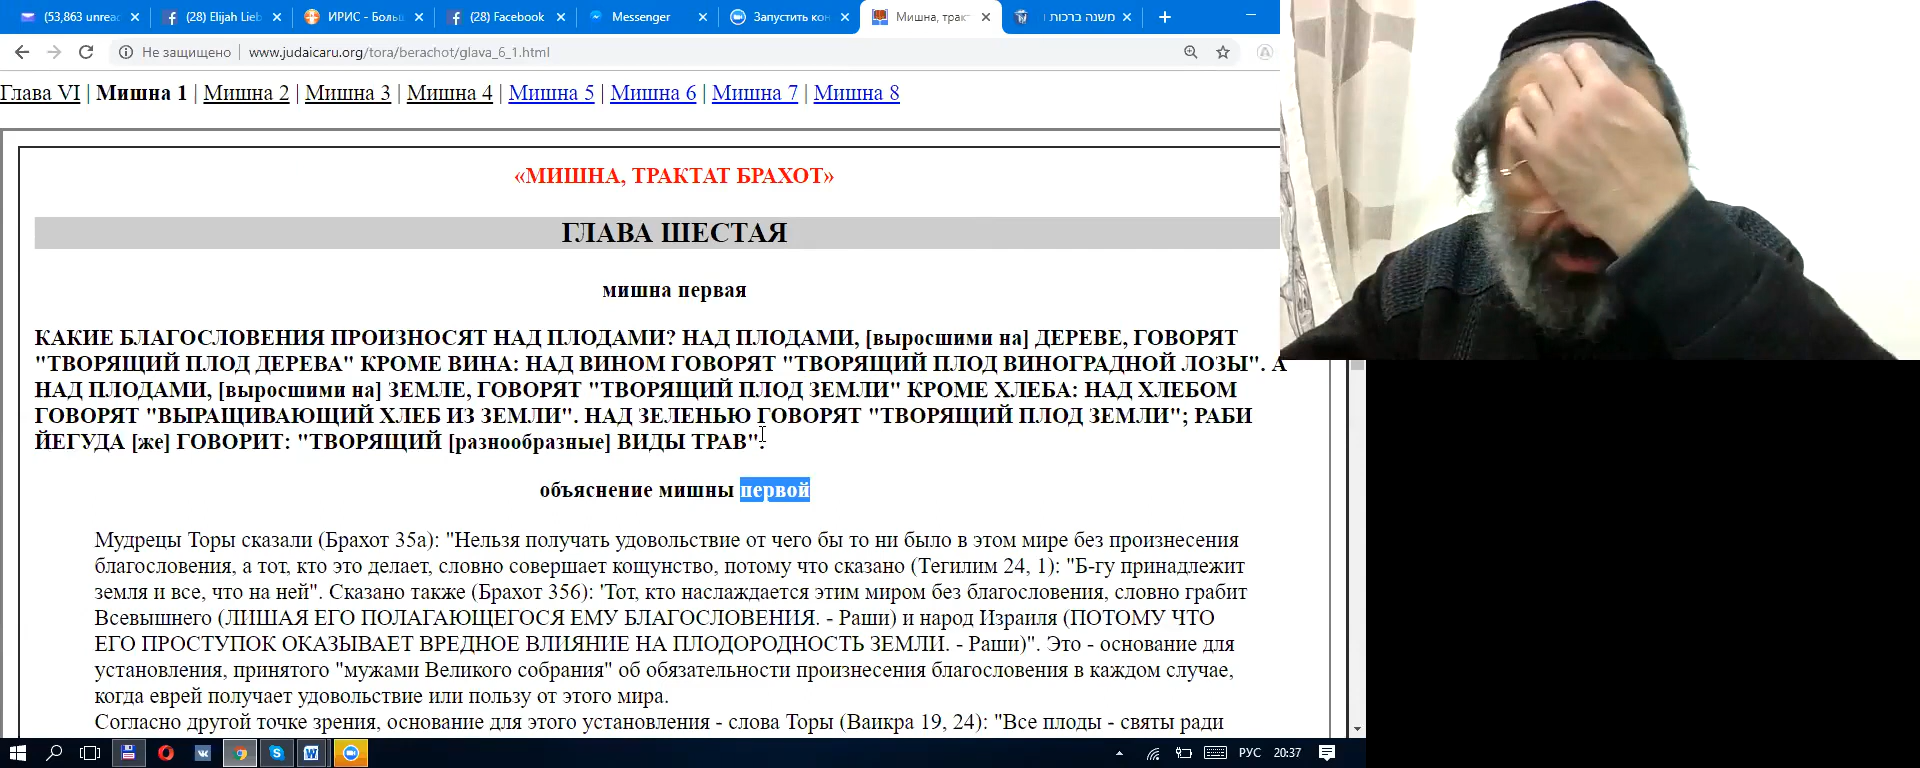 (53,863 unread
(28) Elijah Lieb
ИРИС - Больш
(28) Facebook
Messenger
Запустить кон
Мишна, трак
משנה ברכות ו
Не защищено | www.judaicaru.org/tora/berachot/glava_6_1.html
Глава VI | Мишна 1 | Мишна 2 | Мишна 3 | Мишна 4 | Мишна 5 | Мишна 6 | Мишна 7 | Мишна 8
«МИШНА, ТРАКТАТ БРАХОТ»
ГЛАВА ШЕСТАЯ
мишна первая
КАКИЕ БЛАГОСЛОВЕНИЯ ПРОИЗНОСЯТ НАД ПЛОДАМИ? НАД ПЛОДАМИ, [выросшими на] ДЕРЕВЕ, ГОВОРЯТ
"ТВОРЯЩИЙ ПЛОД ДЕРЕВА" КРОМЕ ВИНА: НАД ВИНОМ ГОВОРЯТ "ТВОРЯЩИЙ ПЛОД ВИНОГРАДНОЙ ЛОЗЫ". А
НАД ПЛОДАМИ, [выросшими на] ЗЕМЛЕ, ГОВОРЯТ "ТВОРЯЩИЙ ПЛОД ЗЕМЛИ" КРОМЕ ХЛЕБА: НАД ХЛЕБОМ
ГОВОРЯТ "ВЫРАЩИВАЮЩИЙ ХЛЕБ ИЗ ЗЕМЛИ". НАД ЗЕЛЕНЬЮ ГОВОРЯТ "ТВОРЯЩИЙ ПЛОД ЗЕМЛИ"; РАБИ
ЙЕГУДА [же] ГОВОРИТ: "ТВОРЯЩИЙ [разнообразные] ВИДЫ ТРАВ".
объяснение мишны первой
Мудрецы Торы сказали (Брахот 35а): "Нельзя получать удовольствие от чего бы то ни было в этом мире без произнесения
благословения, а тот, кто это делает, словно совершает кощунство, потому что сказано (Тегилим 24, 1): "Б-гу принадлежит
земля и все, что на ней". Сказано также (Брахот 35б): 'Тот, кто наслаждается этим миром без благословения, словно грабит
Всевышнего (ЛИШАЯ ЕГО ПОЛАГАЮЩЕГОСЯ ЕМУ БЛАГОСЛОВЕНИЯ. - Раши) и народ Израиля (ПОТОМУ ЧТО
ЕГО ПРОСТУПОК ОКАЗЫВАЕТ ВРЕДНОЕ ВЛИЯНИЕ НА ПЛОДОРОДНОСТЬ ЗЕМЛИ. - Раши)". Это - основание для
установления, принятого "мужами Великого собрания" об обязательности произнесения благословения в каждом случае,
когда еврей получает удовольствие или пользу от этого мира.
Согласно другой точке зрения, основание для этого установления - слова Торы (Ваикра 19, 24): "Все плоды - святы ради
РУС 20:37